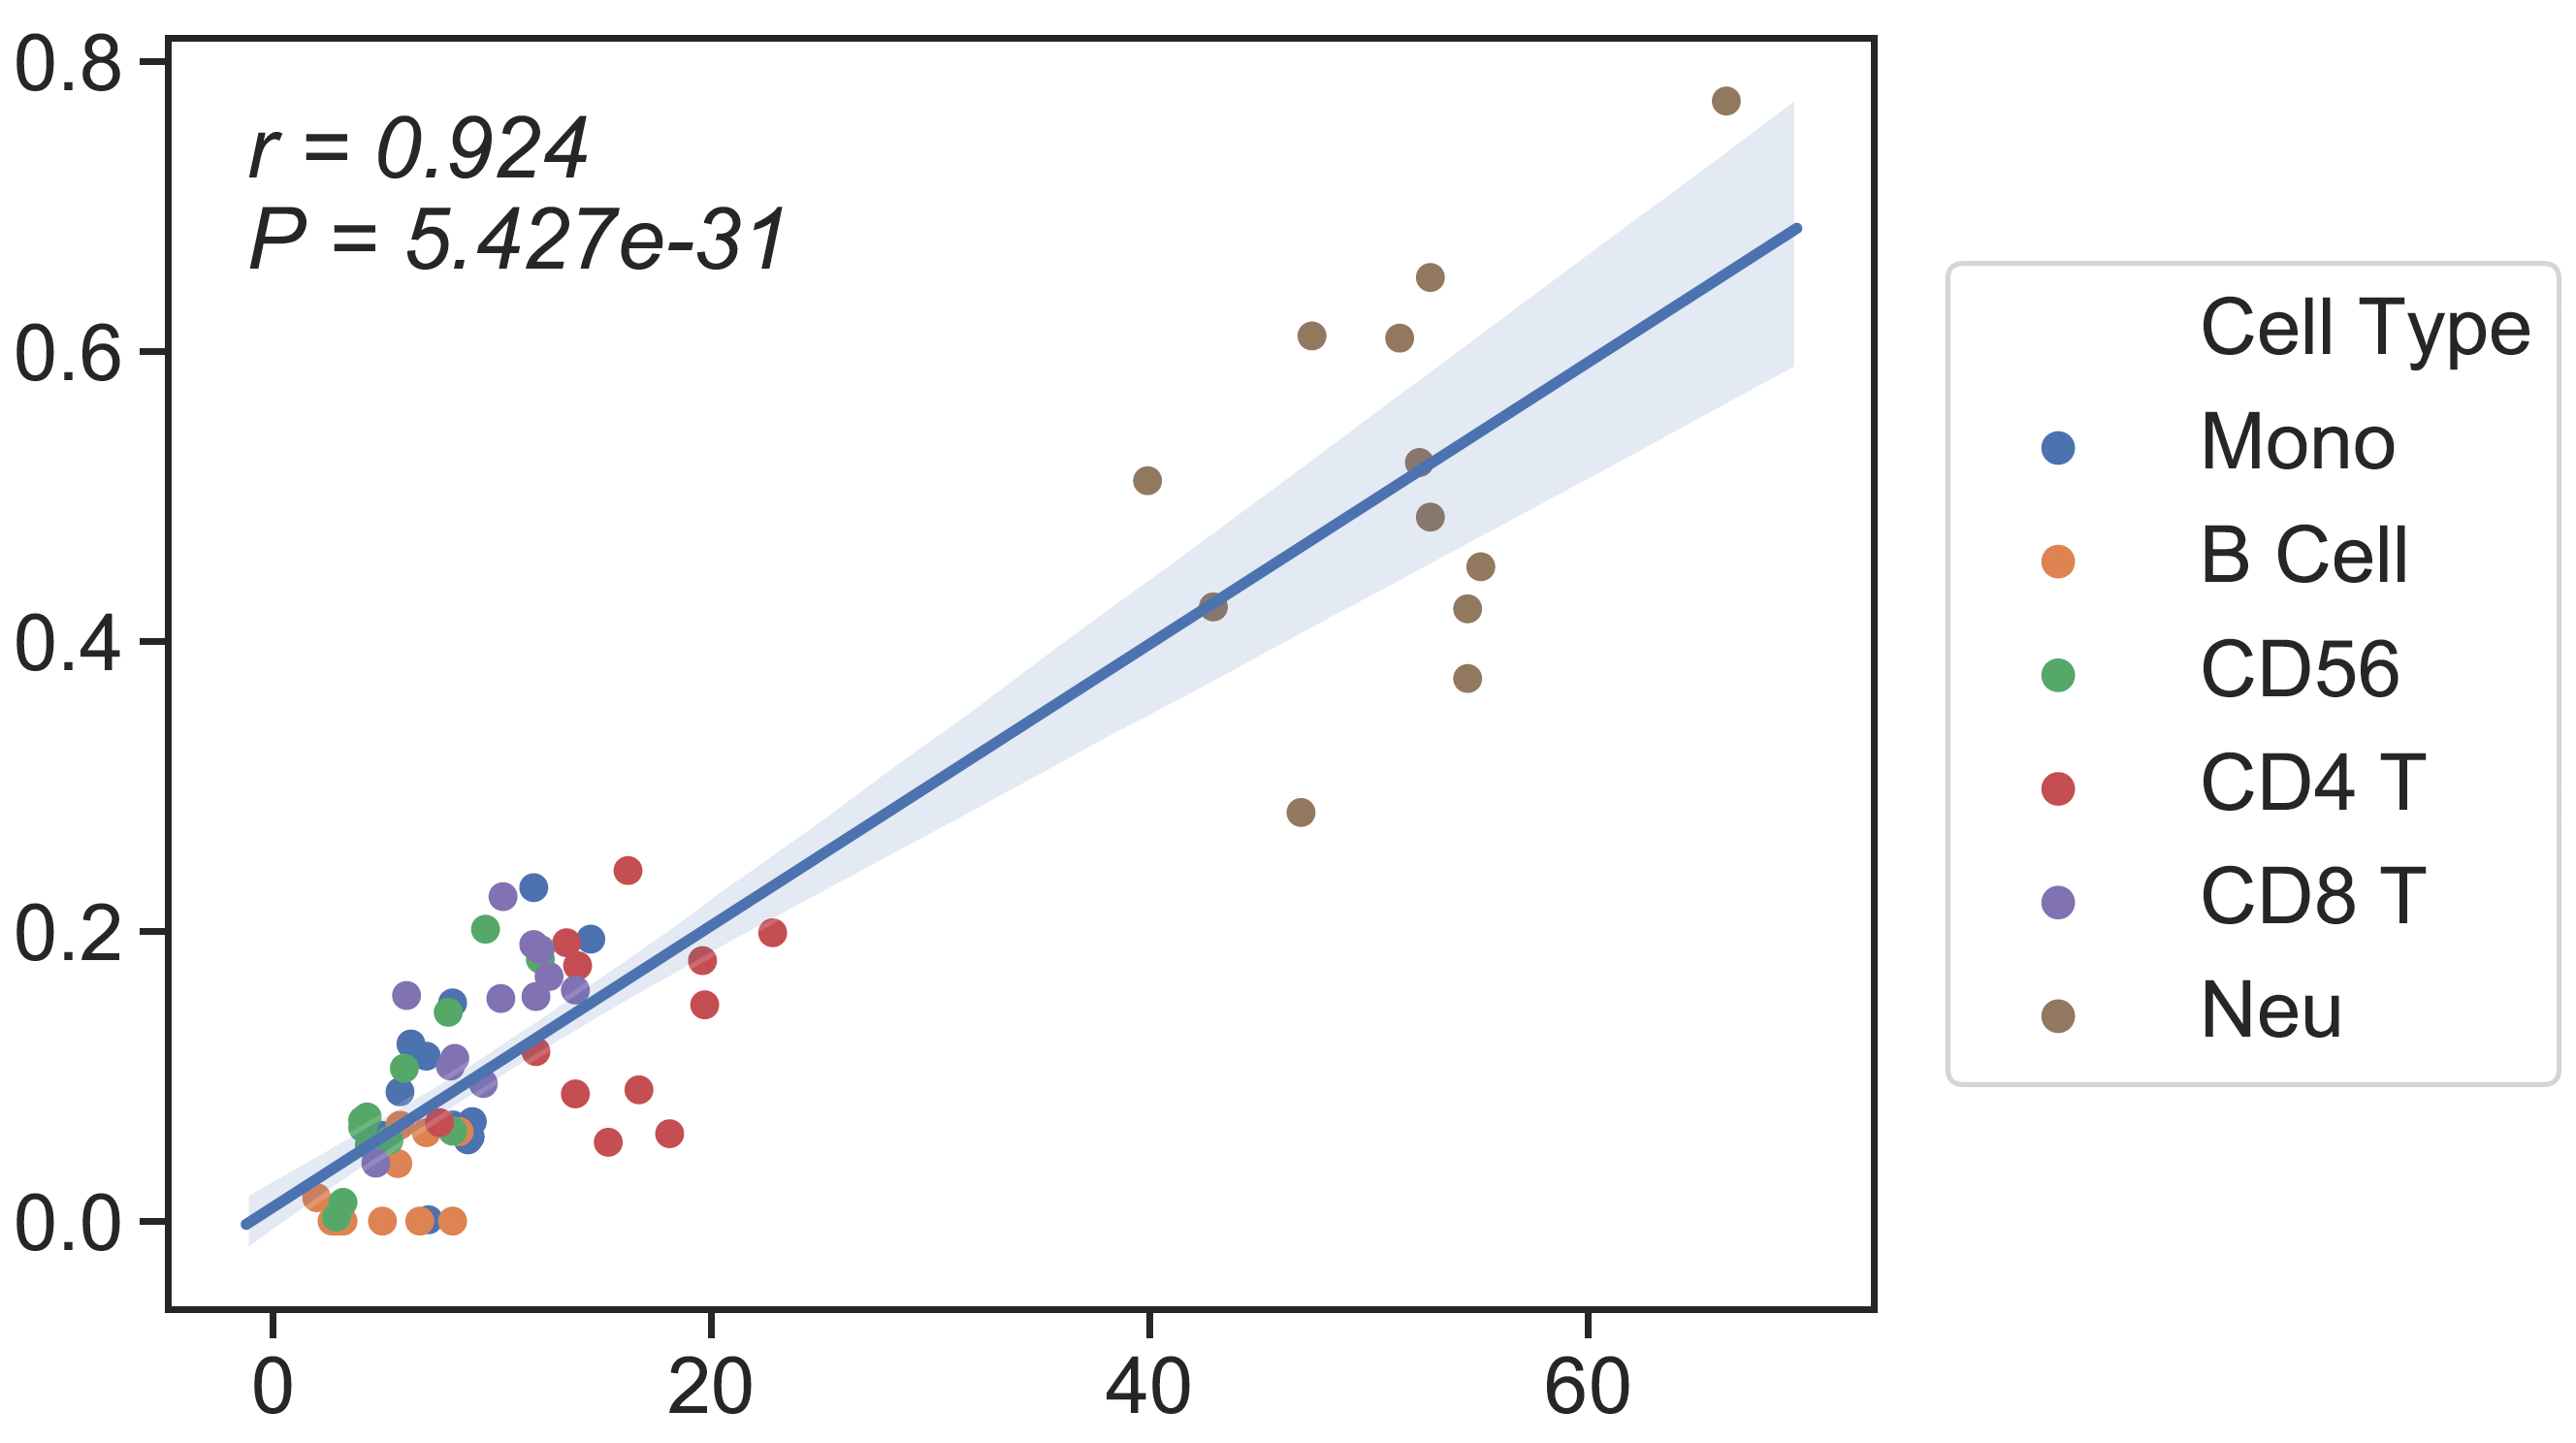 0.8
0.6
0.4
0.2
0.0
r = 0.924
P = 5.427e-31
0
20
40
60
Cell Type
Mono
B Cell
CD56
CD4 T
CD8 T
Neu